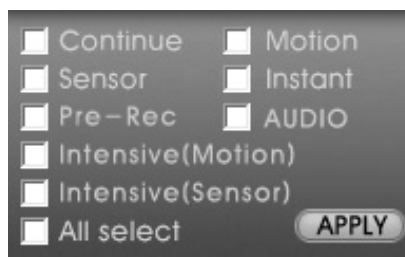 Continue Motion
Sensor Instant
Pre-Rec AUDIO
Intensive(Motion)
Intensive(Sensor)
All select APPLY